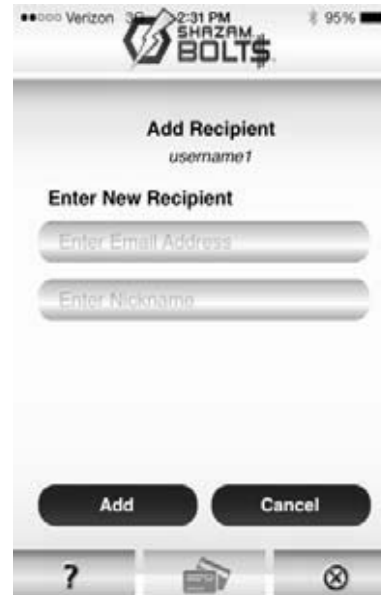 Verizon 3G 2:31 PM 95%
SHAZAM
BOLT$
Add Recipient
username1
Enter New Recipient
Enter Email Address
Enter Nickname
Add Cancel
?